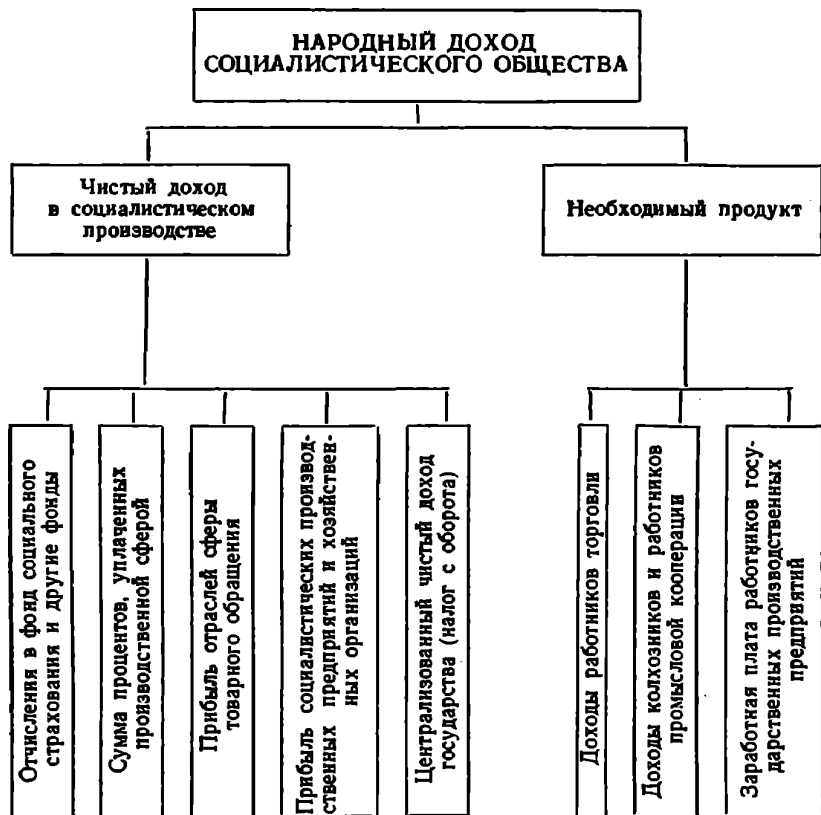 НАРОДНЫЙ ДОХОД
СОЦИАЛИСТИЧЕСКОГО ОБЩЕСТВА
Чистый доход
в социалистическом
производстве
Необходимый продукт
Отчисления в фонд социального
страхования и другие фонды
Сумма процентов, уплаченных
производственной сферой
Прибыль отраслей сферы
товарного обращения
Прибыль социалистических производ-
ственных предприятий и хозяйствен-
ных организаций
Централизованный чистый доход
государства (налог с оборота)
Доходы работников торговли
Доходы колхозников и работников
промысловой кооперации
Заработная плата работников госу-
дарственных производственных
предприятий